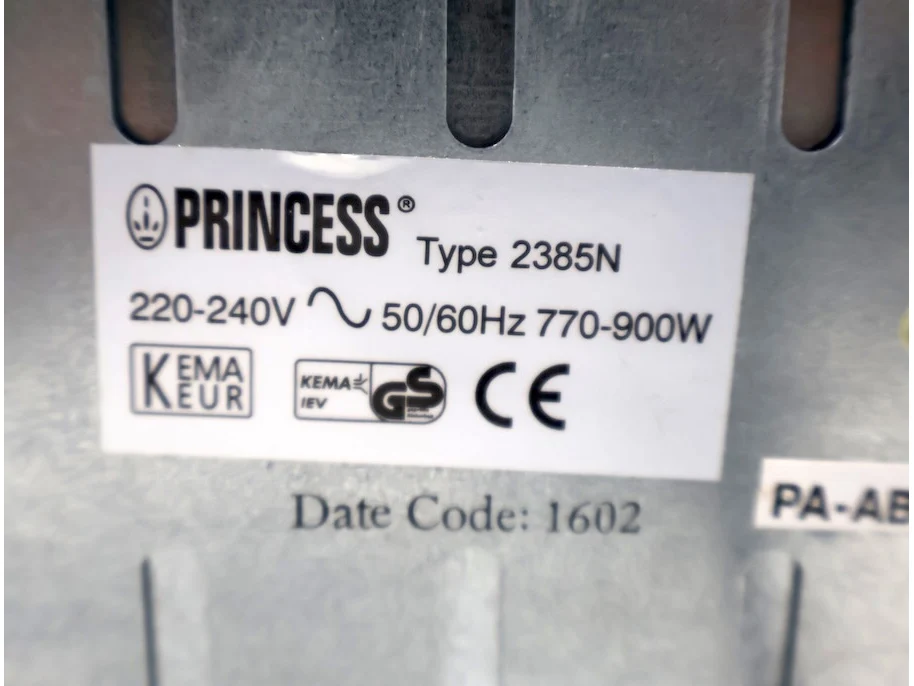 PRINCESS® Type 2385N
220-240V ∿ 50/60Hz 770-900W
KEMA KEUR
KEMA IEV GS CE
Date Code: 1602
PA-AB